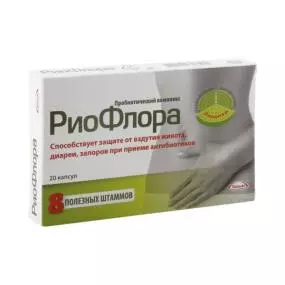 Пробиотический комплекс
РиоФлора
Способствует защите от вздутия живота,
диареи, запоров при приеме антибиотиков
20 капсул
8 ПОЛЕЗНЫХ ШТАММОВ